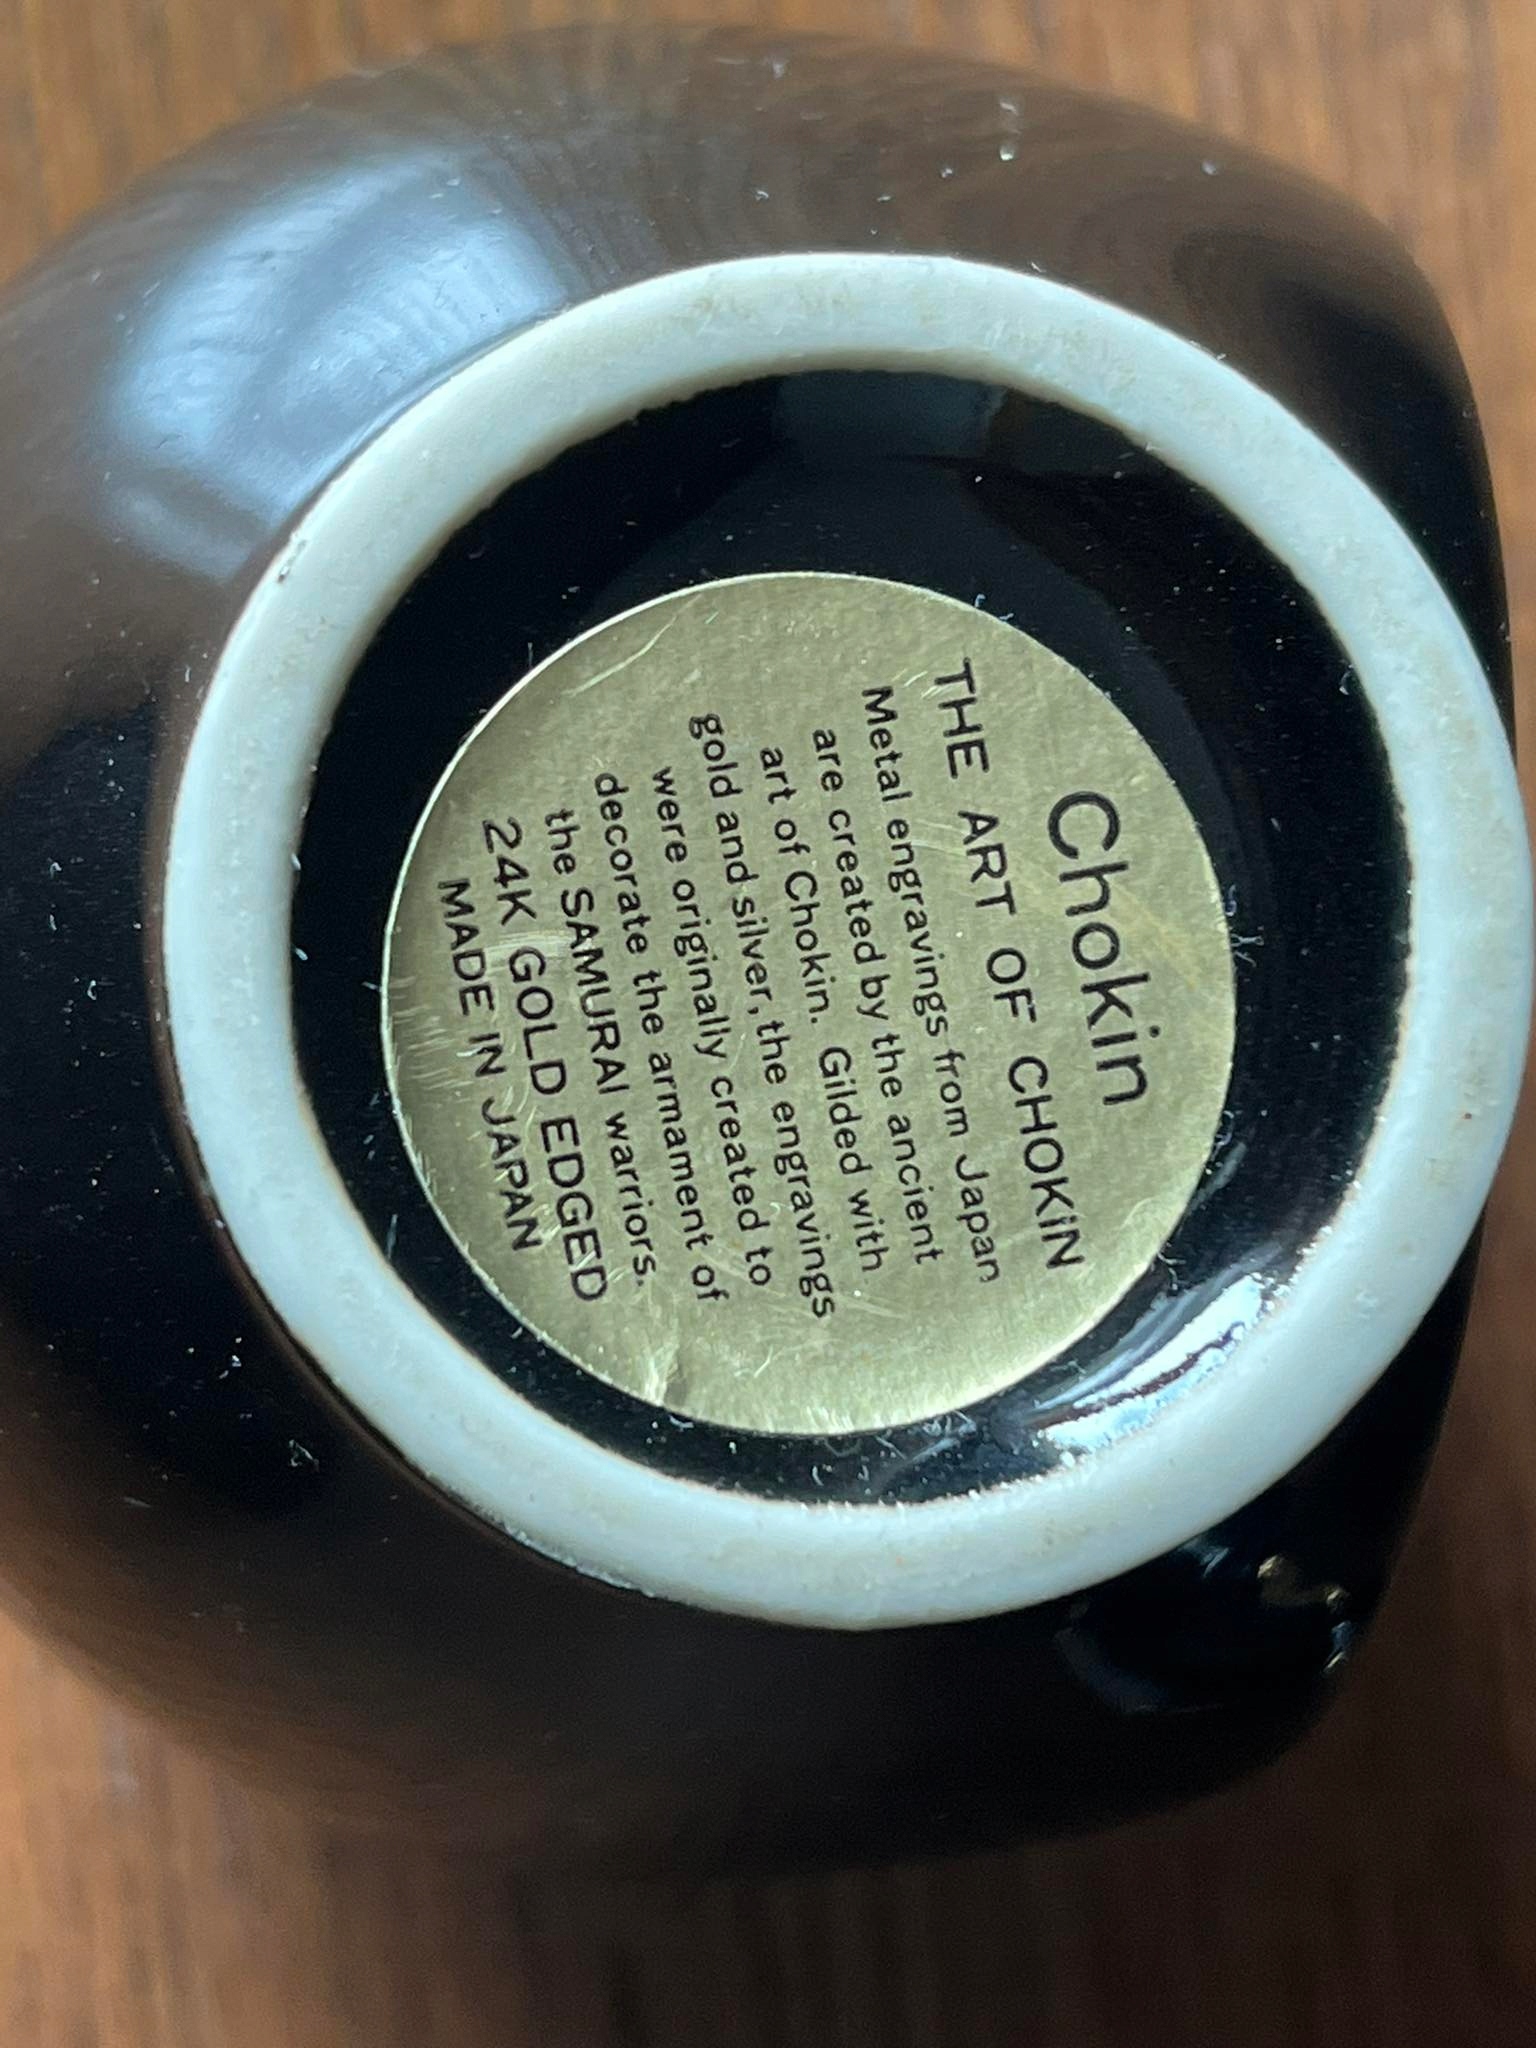 Chokin
THE ART OF CHOKIN
Metal engravings from Japan
are created by the ancient
art of Chokin. Gilded with
gold and silver, the engravings
were originally created to
decorate the armament of
the SAMURAI warriors.
24K GOLD EDGED
MADE IN JAPAN